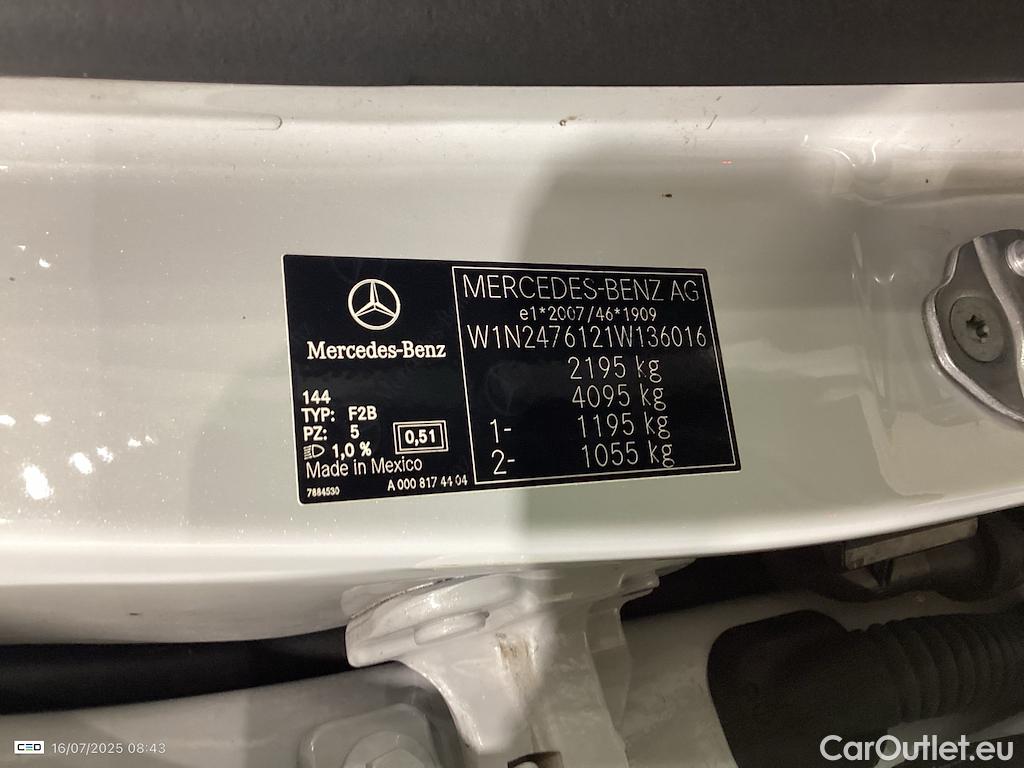 Mercedes-Benz
144
TYP: F2B
PZ: 5
1,0 %
0,51
Made in Mexico
7884530
A 000 817 44 04
MERCEDES-BENZ AG
e1*2007/46*1909
W1N2476121W136016
2195 kg
4095 kg
1- 1195 kg
2- 1055 kg
CEO 16/07/2025 08:43
CarOutlet.eu